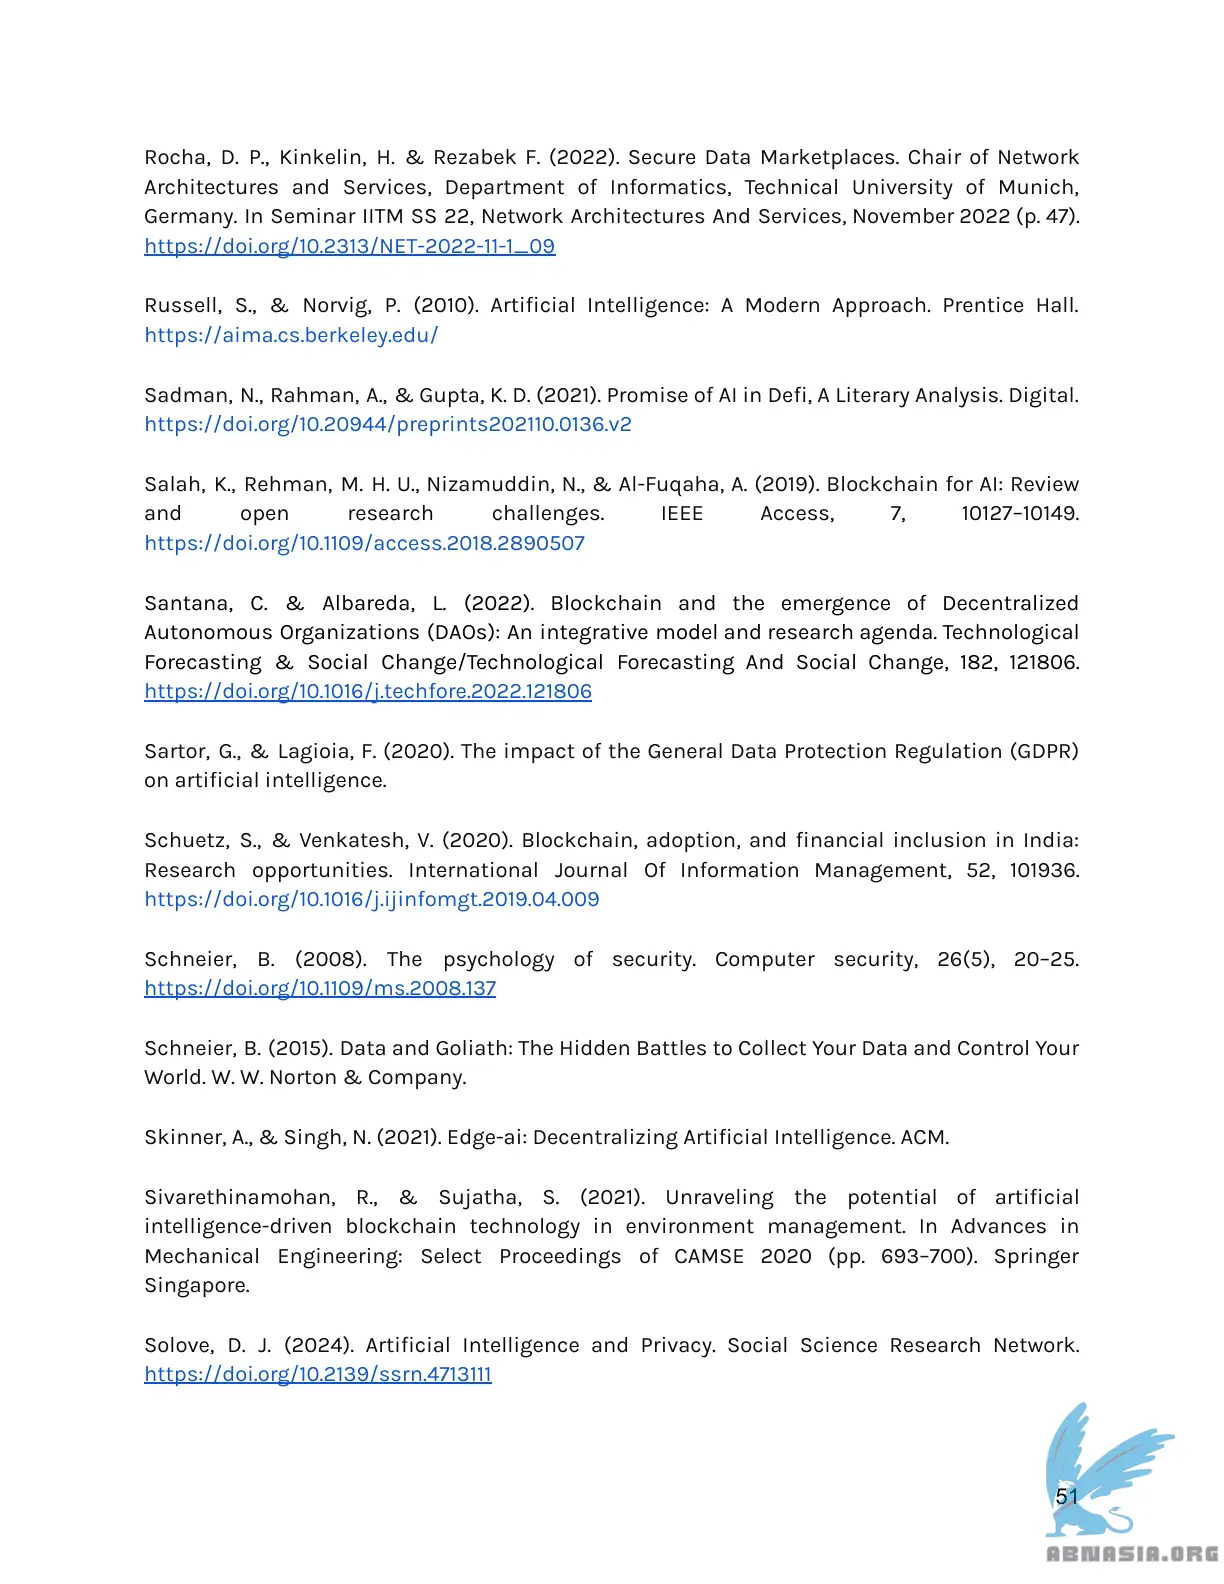 Rocha, D. P., Kinkelin, H. & Rezabek F. (2022). Secure Data Marketplaces. Chair of Network
Architectures and Services, Department of Informatics, Technical University of Munich,
Germany. In Seminar IITM SS 22, Network Architectures And Services, November 2022 (p. 47).
https://doi.org/10.2313/NET-2022-11-1_09
Russell, S., & Norvig, P. (2010). Artificial Intelligence: A Modern Approach. Prentice Hall.
https://aima.cs.berkeley.edu/
Sadman, N., Rahman, A., & Gupta, K. D. (2021). Promise of AI in Defi, A Literary Analysis. Digital.
https://doi.org/10.20944/preprints202110.0136.v2
Salah, K., Rehman, M. H. U., Nizamuddin, N., & Al-Fuqaha, A. (2019). Blockchain for AI: Review
and open research challenges. IEEE Access, 7, 10127–10149.
https://doi.org/10.1109/access.2018.2890507
Santana, C. & Albareda, L. (2022). Blockchain and the emergence of Decentralized
Autonomous Organizations (DAOs): An integrative model and research agenda. Technological
Forecasting & Social Change/Technological Forecasting And Social Change, 182, 121806.
https://doi.org/10.1016/j.techfore.2022.121806
Sartor, G., & Lagioia, F. (2020). The impact of the General Data Protection Regulation (GDPR)
on artificial intelligence.
Schuetz, S., & Venkatesh, V. (2020). Blockchain, adoption, and financial inclusion in India:
Research opportunities. International Journal Of Information Management, 52, 101936.
https://doi.org/10.1016/j.ijinfomgt.2019.04.009
Schneier, B. (2008). The psychology of security. Computer security, 26(5), 20–25.
https://doi.org/10.1109/ms.2008.137
Schneier, B. (2015). Data and Goliath: The Hidden Battles to Collect Your Data and Control Your
World. W. W. Norton & Company.
Skinner, A., & Singh, N. (2021). Edge-ai: Decentralizing Artificial Intelligence. ACM.
Sivarethinamohan, R., & Sujatha, S. (2021). Unraveling the potential of artificial
intelligence-driven blockchain technology in environment management. In Advances in
Mechanical Engineering: Select Proceedings of CAMSE 2020 (pp. 693–700). Springer
Singapore.
Solove, D. J. (2024). Artificial Intelligence and Privacy. Social Science Research Network.
https://doi.org/10.2139/ssrn.4713111
51
ABNASIA.ORG